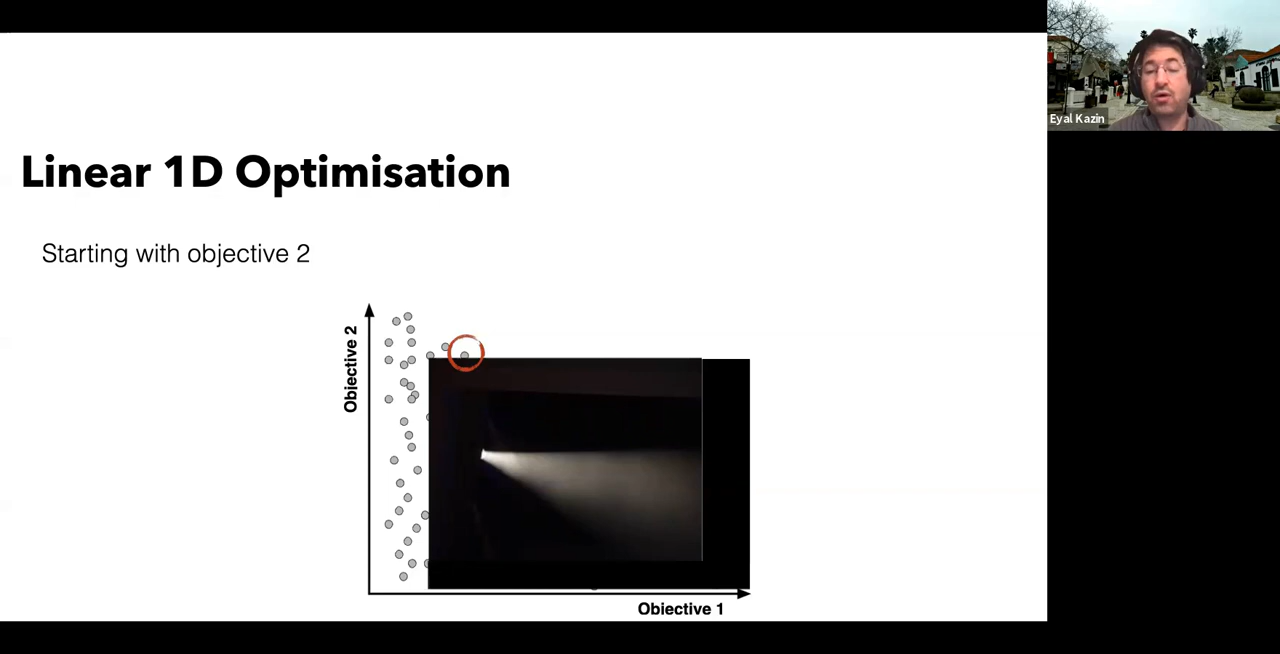 Eyal Kazin
Linear 1D Optimisation
Starting with objective 2
Objective 2
Objective 1